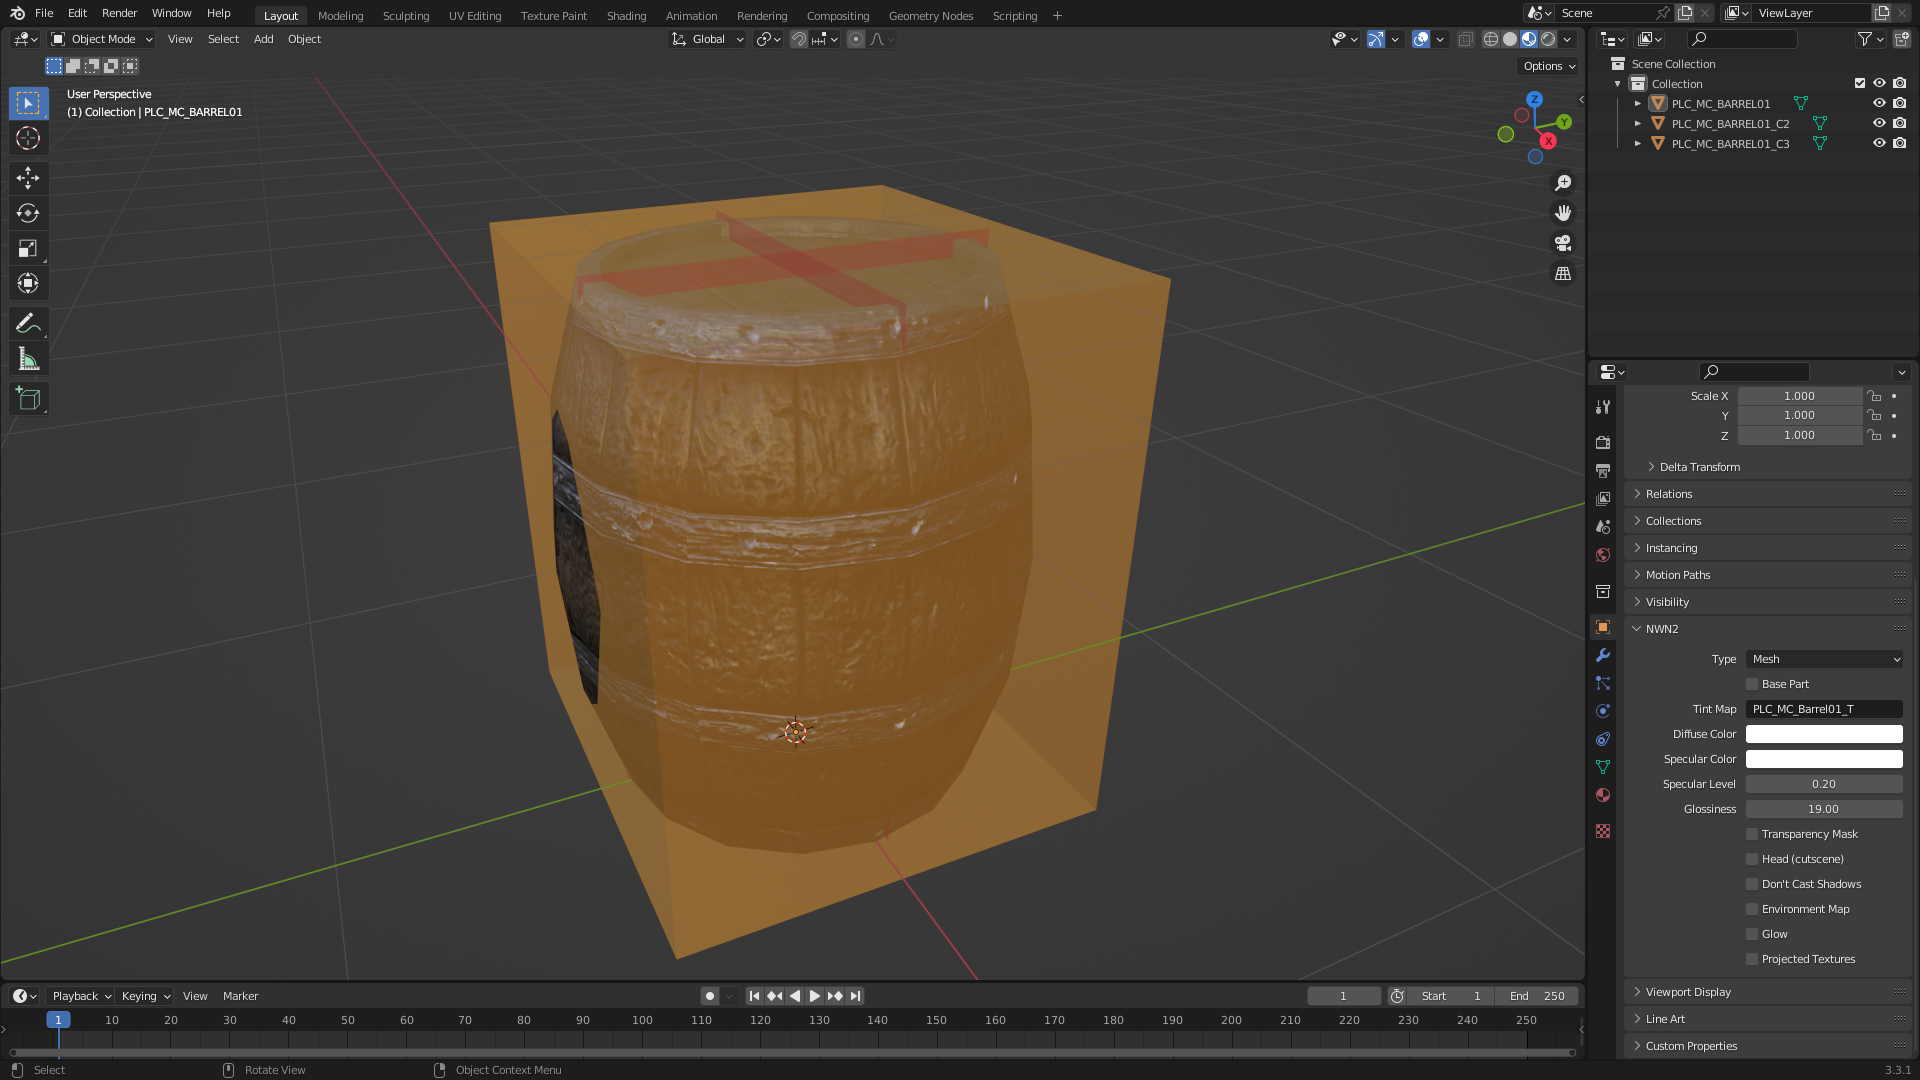 File Edit Render Window Help Layout Modeling Sculpting UV Editing Texture Paint Shading Animation Rendering Compositing Geometry Nodes Scripting + Scene ViewLayer
Object Mode View Select Add Object Global
Options
User Perspective
(1) Collection | PLC_MC_BARREL01
Z
Y
X
Scene Collection
Collection
PLC_MC_BARREL01
PLC_MC_BARREL01_C2
PLC_MC_BARREL01_C3
Scale X 1.000
Y 1.000
Z 1.000
Delta Transform
Relations
Collections
Instancing
Motion Paths
Visibility
NWN2
Type Mesh
Base Part
Tint Map PLC_MC_Barrel01_T
Diffuse Color
Specular Color
Specular Level 0.20
Glossiness 19.00
Transparency Mask
Head (cutscene)
Don't Cast Shadows
Environment Map
Glow
Projected Textures
Viewport Display
Line Art
Custom Properties
Playback Keying View Marker 1 Start 1 End 250
1 10 20 30 40 50 60 70 80 90 100 110 120 130 140 150 160 170 180 190 200 210 220 230 240 250
Select Rotate View Object Context Menu 3.3.1